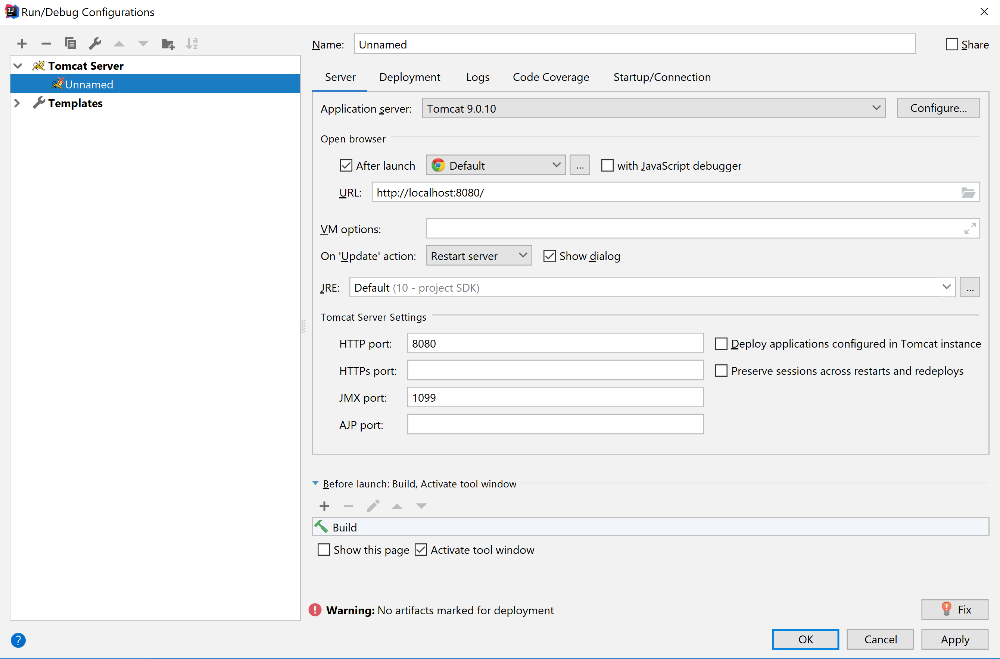 Run/Debug Configurations
Name: Unnamed Share
Tomcat Server
Unnamed
Templates
Server Deployment Logs Code Coverage Startup/Connection
Application server: Tomcat 9.0.10 Configure...
Open browser
After launch Default ... with JavaScript debugger
URL: http://localhost:8080/
VM options:
On 'Update' action: Restart server Show dialog
JRE: Default (10 - project SDK) ...
Tomcat Server Settings
HTTP port: 8080 Deploy applications configured in Tomcat instance
HTTPs port: Preserve sessions across restarts and redeploys
JMX port: 1099
AJP port:
Before launch: Build, Activate tool window
Build
Show this page Activate tool window
Warning: No artifacts marked for deployment Fix
? OK Cancel Apply